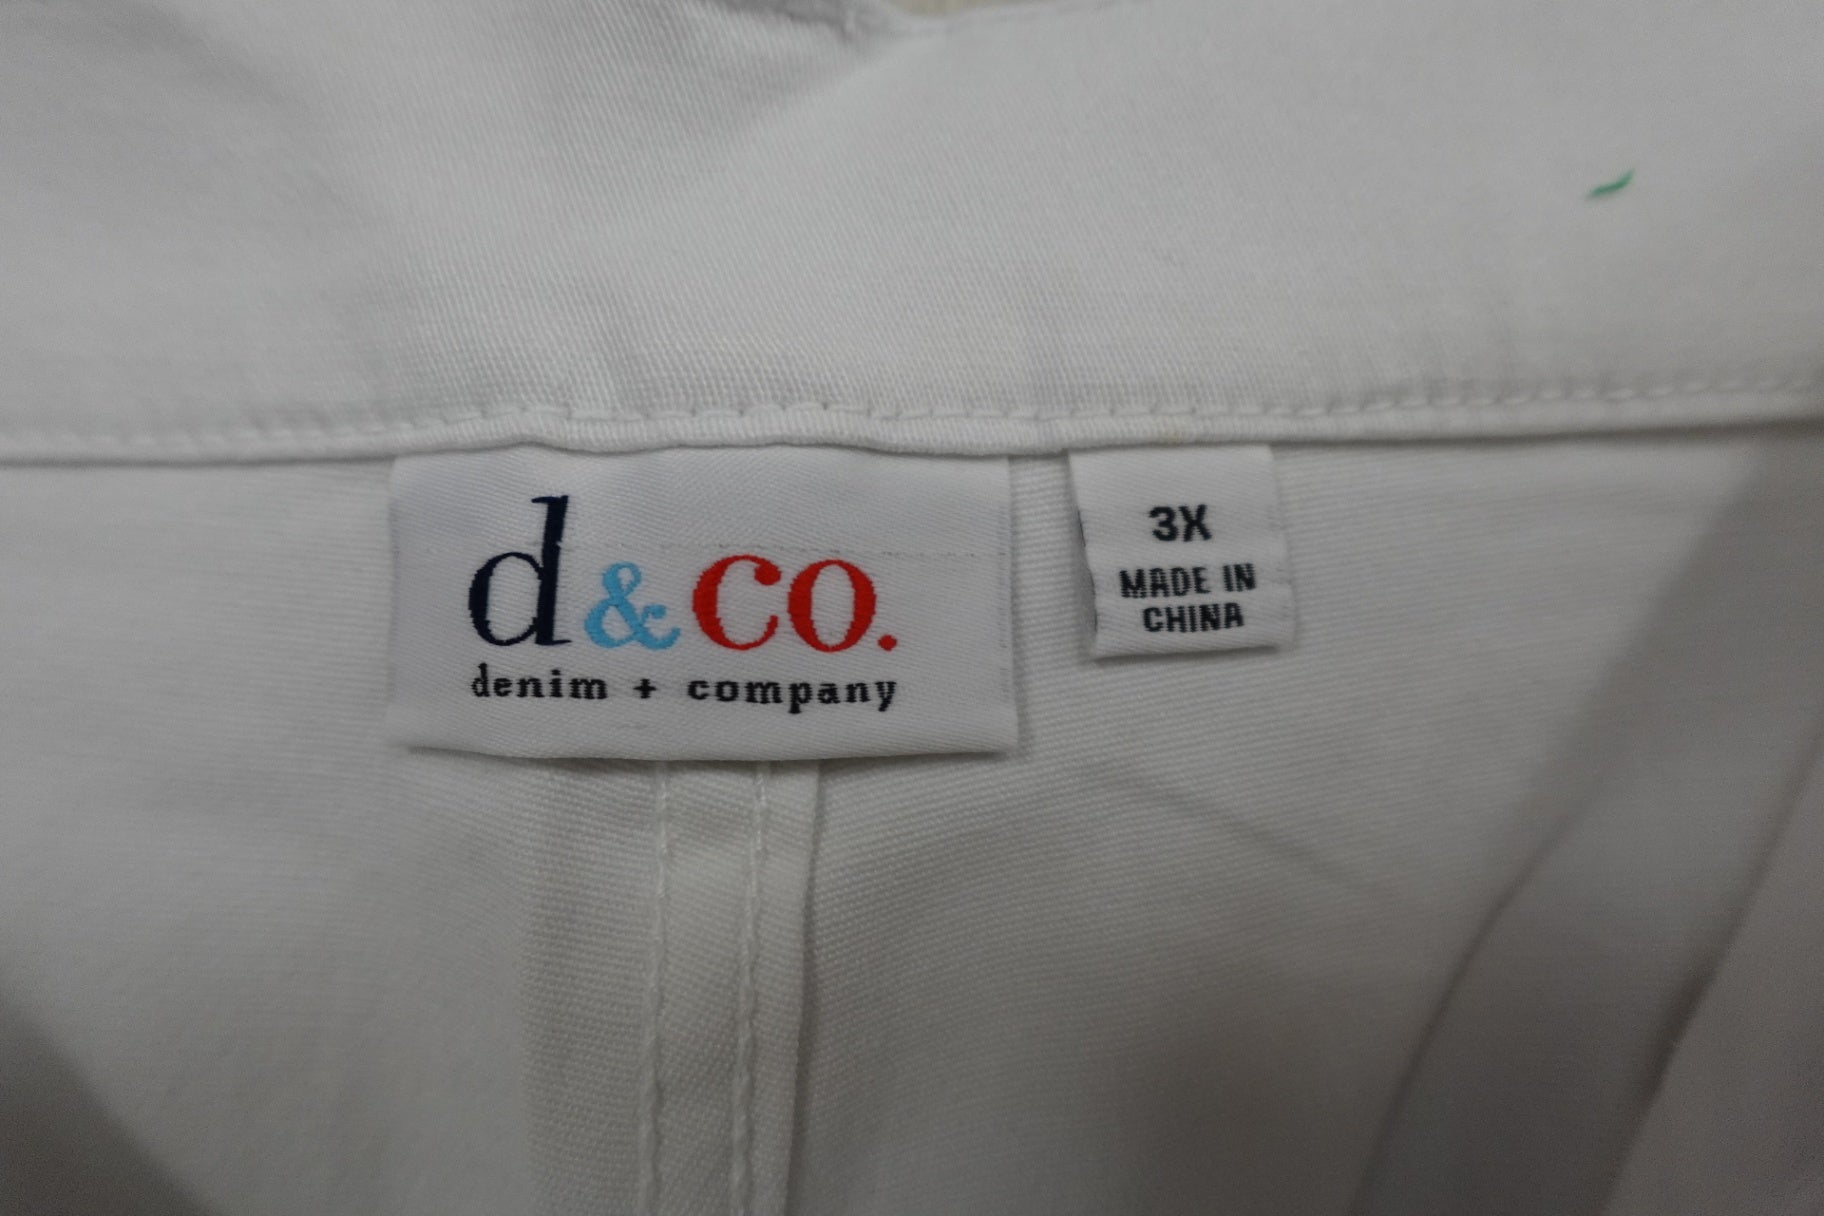 d&co.
denim + company
3X
MADE IN
CHINA